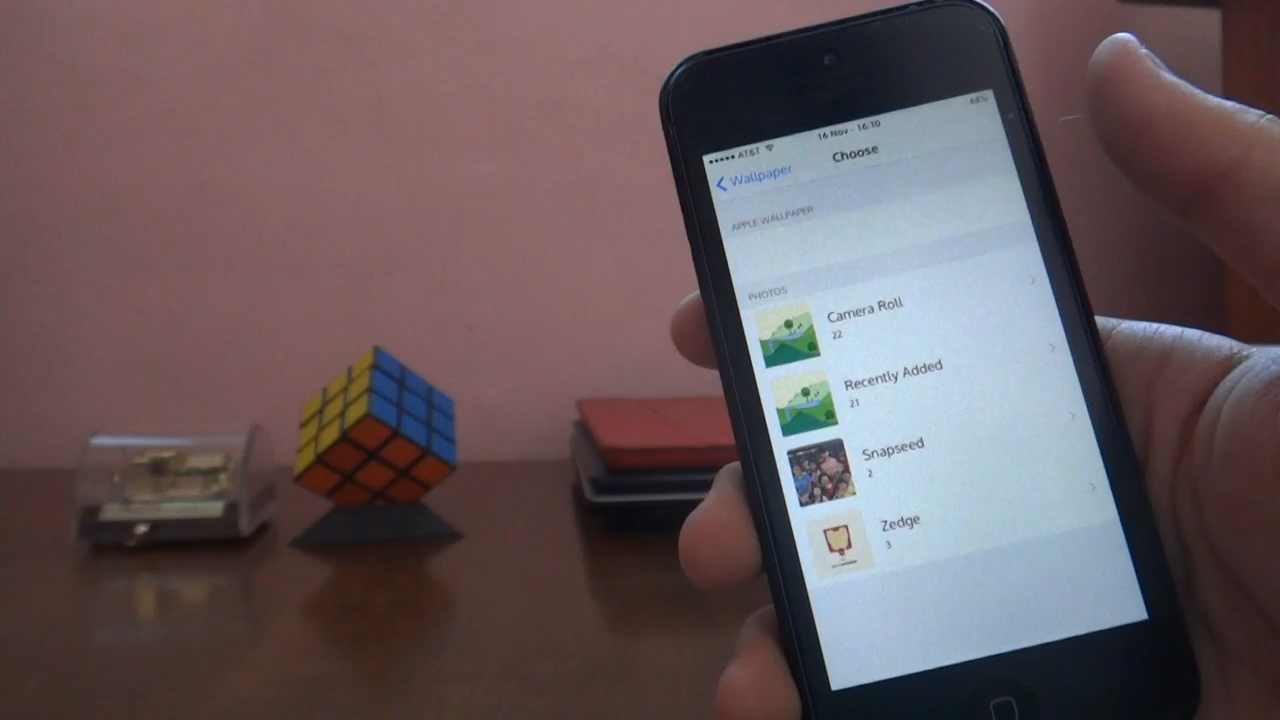 AT&T
16 Nov - 16:10
44%
Wallpaper
Choose
APPLE WALLPAPER
PHOTOS
Camera Roll
22
Recently Added
21
Snapseed
2
Zedge
3